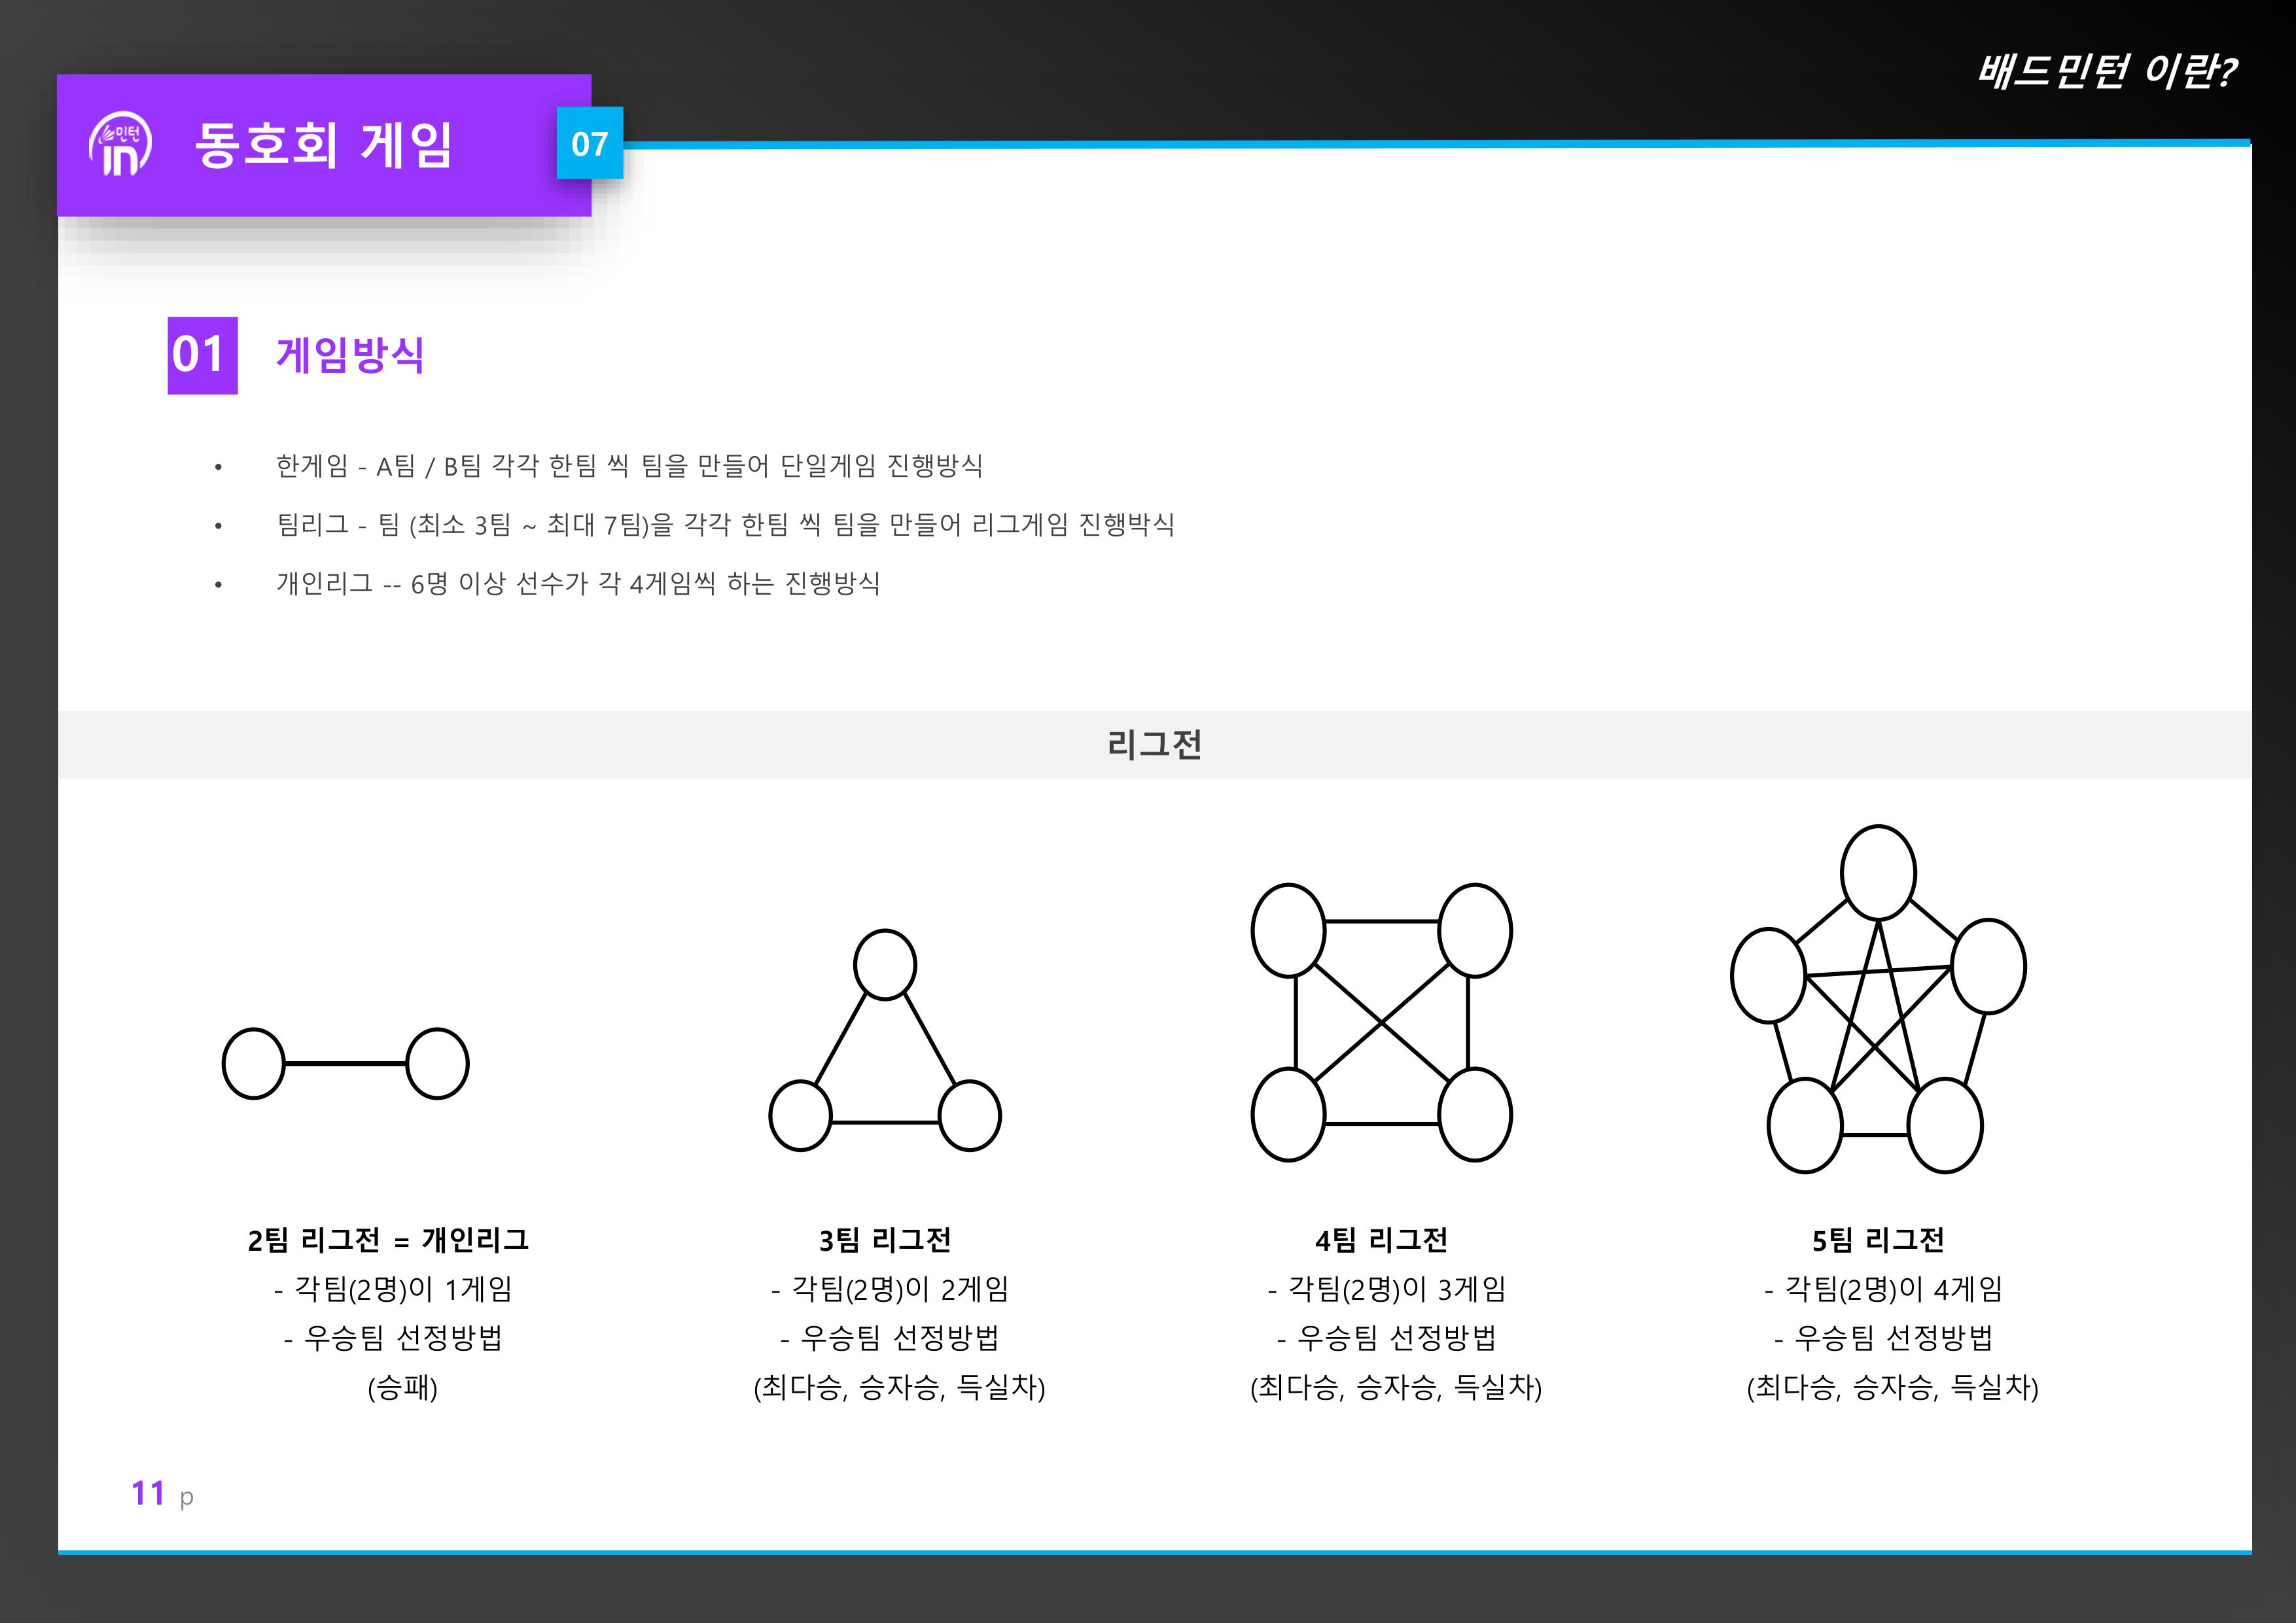 배드민턴 이란?
민턴
in
동호회 게임
07
01
게임방식
• 한게임 - A팀 / B팀 각각 한팀 씩 팀을 만들어 단일게임 진행방식
• 팀리그 - 팀 (최소 3팀 ~ 최대 7팀)을 각각 한팀 씩 팀을 만들어 리그게임 진행박식
• 개인리그 -- 6명 이상 선수가 각 4게임씩 하는 진행방식
리그전
2팀 리그전 = 개인리그
- 각팀(2명)이 1게임
- 우승팀 선정방법
(승패)
3팀 리그전
- 각팀(2명)이 2게임
- 우승팀 선정방법
(최다승, 승자승, 득실차)
4팀 리그전
- 각팀(2명)이 3게임
- 우승팀 선정방법
(최다승, 승자승, 득실차)
5팀 리그전
- 각팀(2명)이 4게임
- 우승팀 선정방법
(최다승, 승자승, 득실차)
11 p